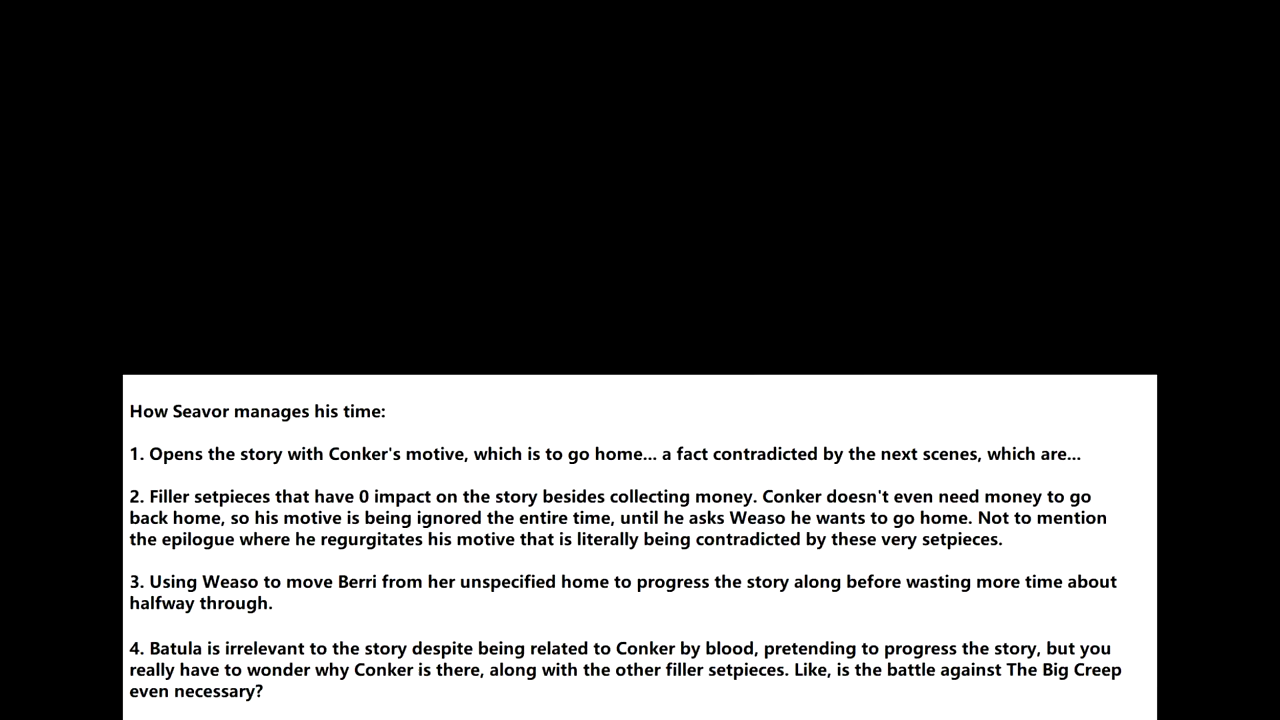 How Seavor manages his time:
1. Opens the story with Conker's motive, which is to go home... a fact contradicted by the next scenes, which are...
2. Filler setpieces that have 0 impact on the story besides collecting money. Conker doesn't even need money to go
back home, so his motive is being ignored the entire time, until he asks Weaso he wants to go home. Not to mention
the epilogue where he regurgitates his motive that is literally being contradicted by these very setpieces.
3. Using Weaso to move Berri from her unspecified home to progress the story along before wasting more time about
halfway through.
4. Batula is irrelevant to the story despite being related to Conker by blood, pretending to progress the story, but you
really have to wonder why Conker is there, along with the other filler setpieces. Like, is the battle against The Big Creep
even necessary?